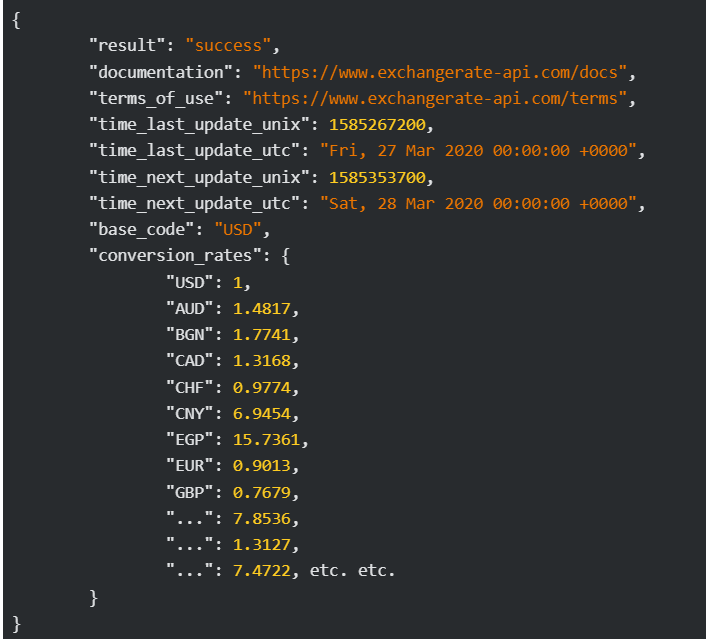 {
"result": "success",
"documentation": "https://www.exchangerate-api.com/docs",
"terms_of_use": "https://www.exchangerate-api.com/terms",
"time_last_update_unix": 1585267200,
"time_last_update_utc": "Fri, 27 Mar 2020 00:00:00 +0000",
"time_next_update_unix": 1585353700,
"time_next_update_utc": "Sat, 28 Mar 2020 00:00:00 +0000",
"base_code": "USD",
"conversion_rates": {
"USD": 1,
"AUD": 1.4817,
"BGN": 1.7741,
"CAD": 1.3168,
"CHF": 0.9774,
"CNY": 6.9454,
"EGP": 15.7361,
"EUR": 0.9013,
"GBP": 0.7679,
"...": 7.8536,
"...": 1.3127,
"...": 7.4722, etc. etc.
}
}